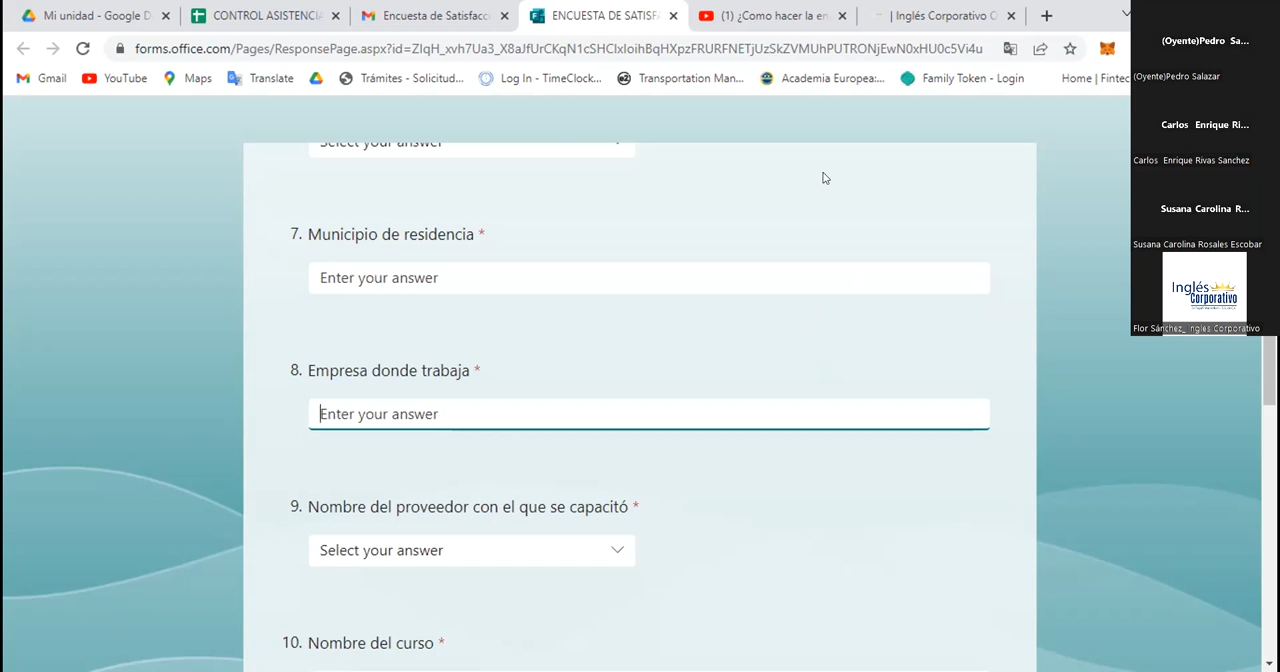 Mi unidad - Google D
CONTROL ASISTENCIA
Encuesta de Satisfacc
ENCUESTA DE SATISF
(1) ¿Como hacer la en
| Inglés Corporativo C
forms.office.com/Pages/ResponsePage.aspx?id=ZIqH_xvh7Ua3_X8aJfUrCKqN1cSHClxIoihBqHXpzFRURFNETjUzSkZVMUhPUTRONjEwN0xHU0c5Vi4u
Gmail
YouTube
Maps
Translate
Trámites - Solicitud...
Log In - TimeClock...
Transportation Man...
Academia Europea:...
Family Token - Login
Home | Fintec
Select your answer
7. Municipio de residencia *
Enter your answer
8. Empresa donde trabaja *
Enter your answer
9. Nombre del proveedor con el que se capacitó *
Select your answer
10. Nombre del curso *
(Oyente)Pedro Sa...
(Oyente)Pedro Salazar
Carlos Enrique Ri...
Carlos Enrique Rivas Sanchez
Susana Carolina R...
Susana Carolina Rosales Escobar
Inglés
Corporativo
Flor Sánchez_ Ingles Corporativo